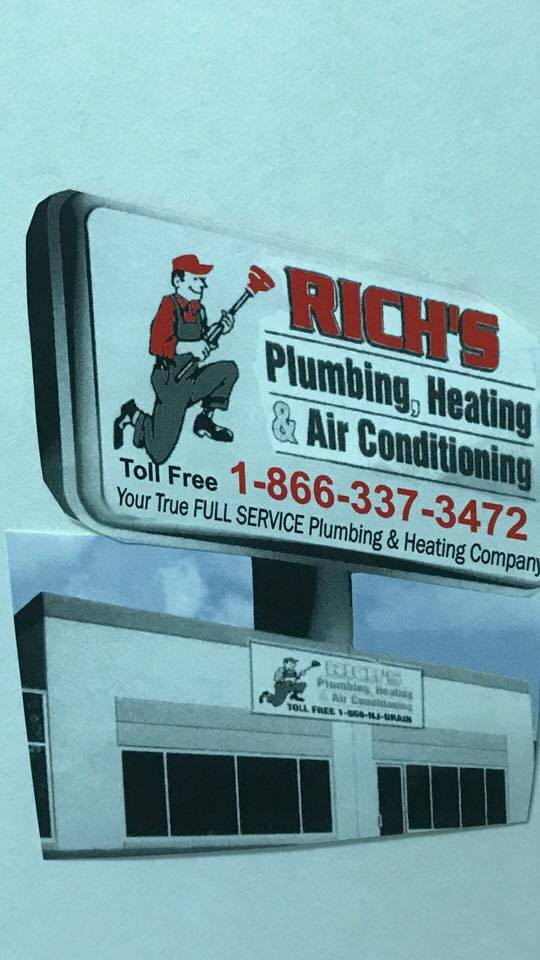 RICH'S
Plumbing, Heating
& Air Conditioning
Toll Free 1-866-337-3472
Your True FULL SERVICE Plumbing & Heating Company
RICH'S
Plumbing, Heating
& Air Conditioning
TOLL FREE 1-866-NJ-DRAIN